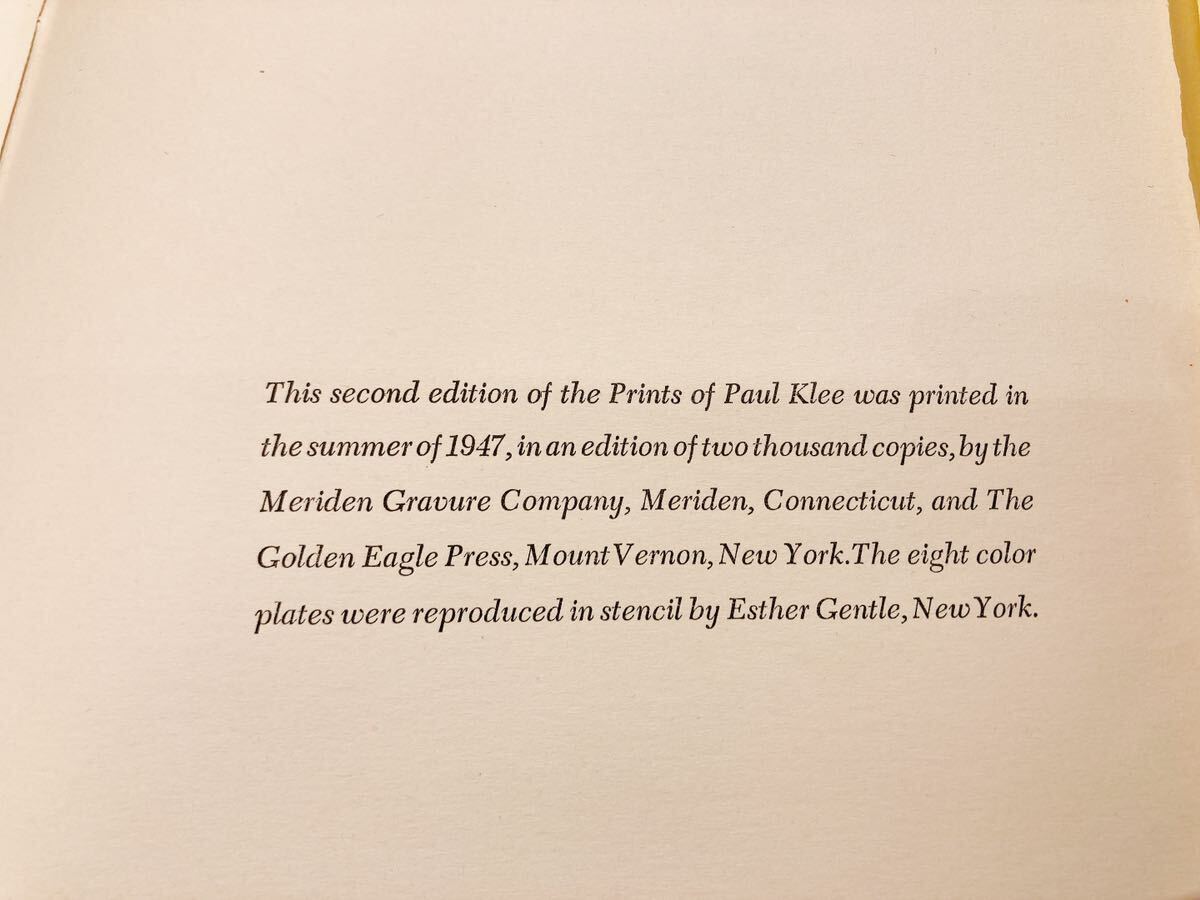 This second edition of the Prints of Paul Klee was printed in
the summer of 1947, in an edition of two thousand copies, by the
Meriden Gravure Company, Meriden, Connecticut, and The
Golden Eagle Press, Mount Vernon, New York. The eight color
plates were reproduced in stencil by Esther Gentle, New York.